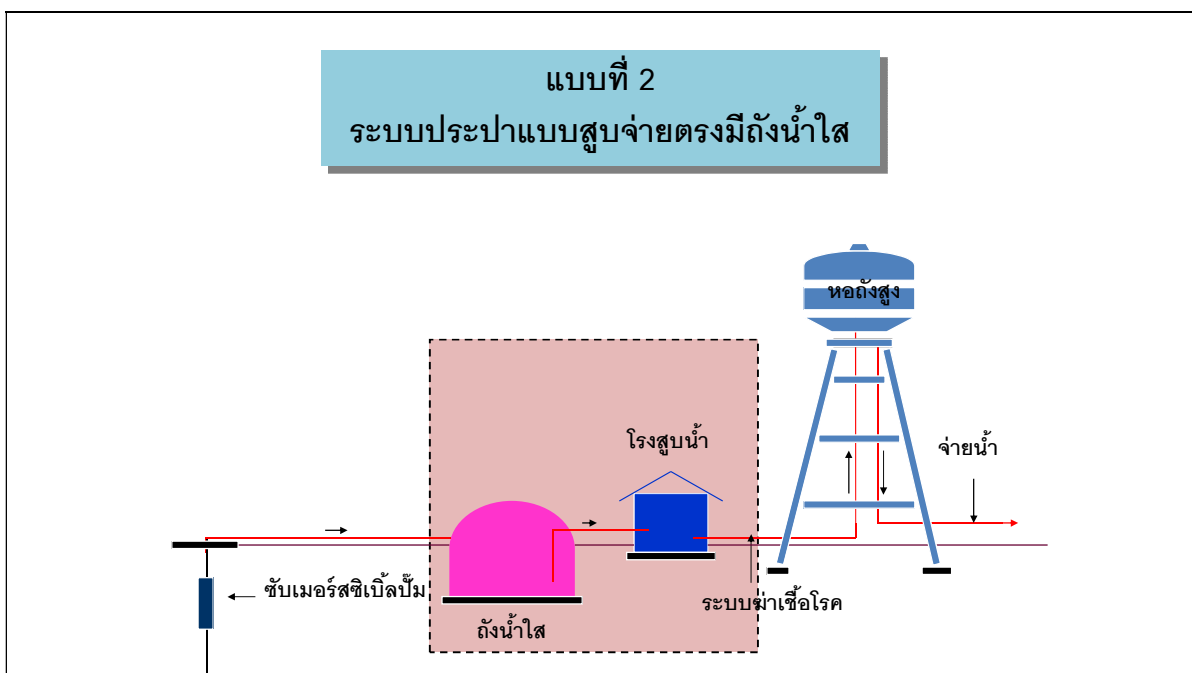 แบบที่ 2
ระบบประปาแบบสูบจ่ายตรงมีถังน้ำใส
หอถังสูง
โรงสูบน้ำ
จ่ายน้ำ
ซับเมอร์สซิเบิ้ลปั๊ม
ระบบฆ่าเชื้อโรค
ถังน้ำใส